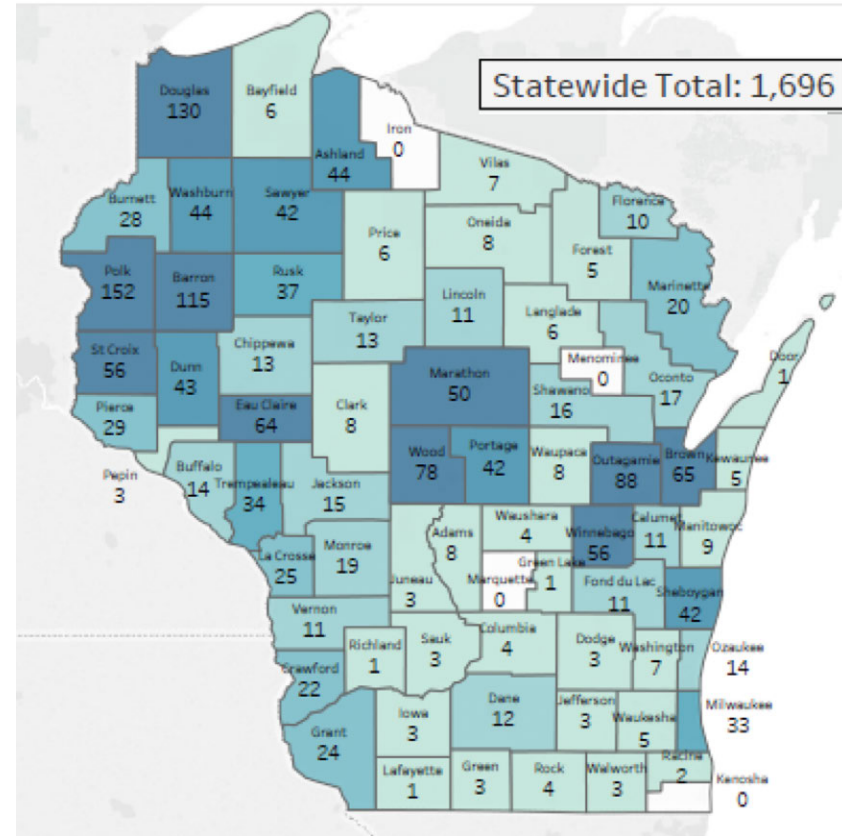 Statewide Total: 1,696
Douglas
130
Bayfield
6
Iron
0
Ashland
44
Vilas
7
Burnett
28
Washburn
44
Sawyer
42
Florence
10
Price
6
Oneida
8
Forest
5
Polk
152
Barron
115
Rusk
37
Marinette
20
Lincoln
11
Langlade
6
Taylor
13
St Croix
56
Dunn
43
Chippewa
13
Menominee
0
Door
1
Marathon
50
Shawano
16
Oconto
17
Pierce
29
Eau Claire
64
Clark
8
Wood
78
Portage
42
Waupaca
8
Outagamie
88
Brown
65
Kewaunee
5
Pepin
3
Buffalo
14
Trempealeau
34
Jackson
15
Waushara
4
Winnebago
56
Calumet
11
Manitowoc
9
La Crosse
25
Monroe
19
Juneau
3
Adams
8
Marquette
0
Green Lake
1
Fond du Lac
11
Sheboygan
42
Vernon
11
Richland
1
Sauk
3
Columbia
4
Dodge
3
Washington
7
Ozaukee
14
Crawford
22
Milwaukee
33
Grant
24
Iowa
3
Dane
12
Jefferson
3
Waukesha
5
Lafayette
1
Green
3
Rock
4
Walworth
3
Racine
2
Kenosha
0